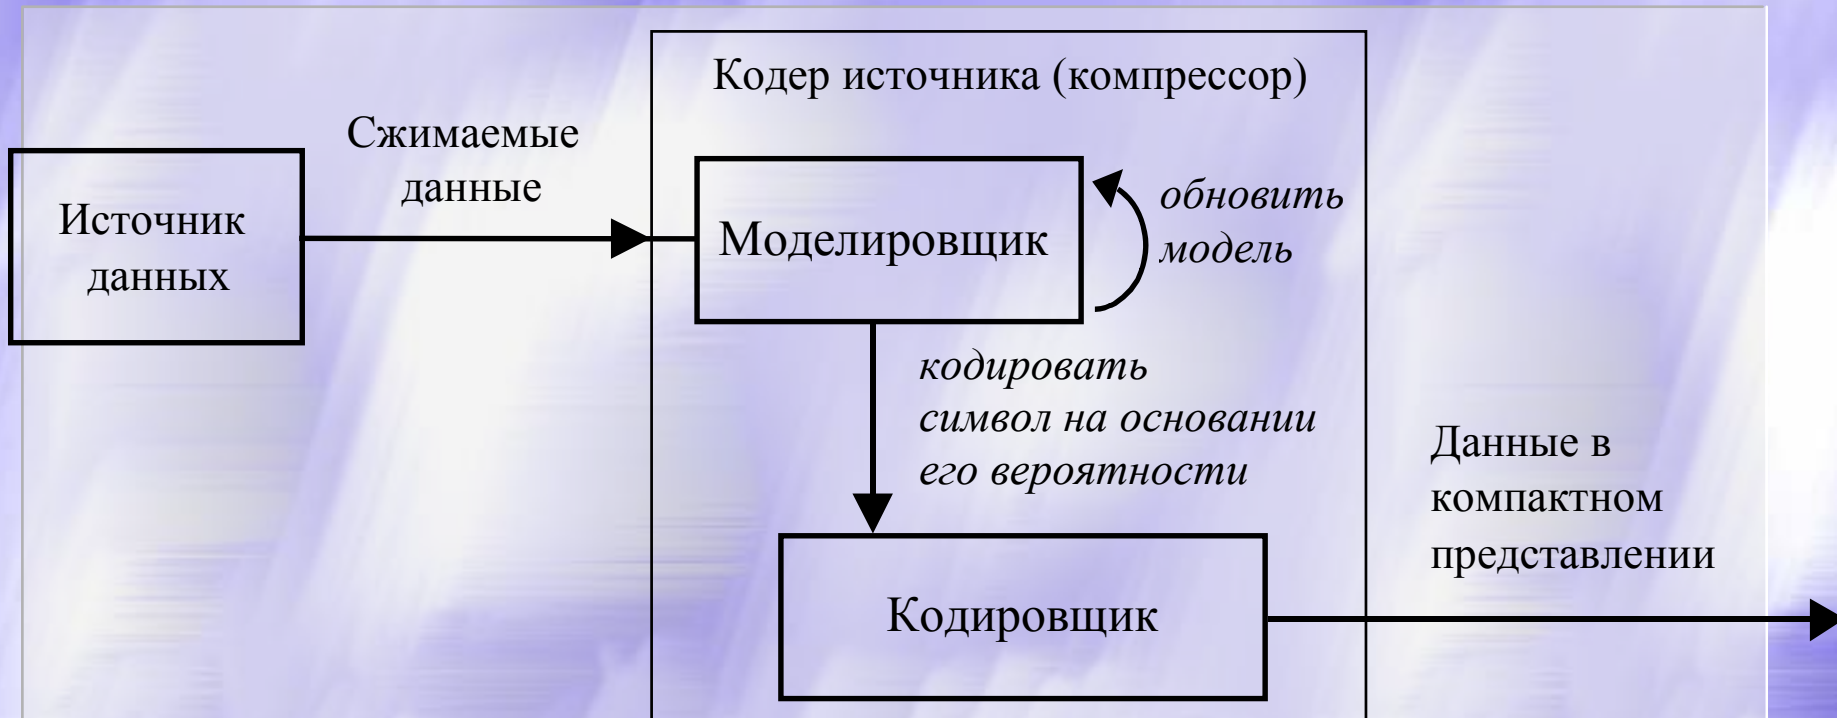 Кодер источника (компрессор)
Сжимаемые
данные
Источник
данных
Моделировщик
обновить
модель
кодировать
символ на основании
его вероятности
Данные в
компактном
представлении
Кодировщик